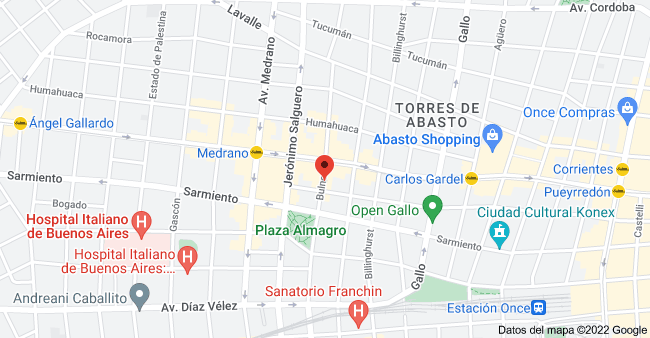 Av. Cordoba
Lavalle
Tucumán
Rocamora
Tucumán
Estado de Palestina
Av. Medrano
Billinghurst
Gallo
Agüero
Humahuaca
Jerónimo Salguero
TORRES DE
ABASTO
Once Compras
Ángel Gallardo
Humahuaca
Abasto Shopping
Medrano
Corrientes
Carlos Gardel
Sarmiento
Sarmiento
Pueyrredón
Bogado
Gascón
Open Gallo
Ciudad Cultural Konex
Hospital Italiano
de Buenos Aires
Plaza Almagro
Billinghurst
Sarmiento
Castelli
Hospital Italiano
de Buenos Aires:...
Gallo
Andreani Caballito
Av. Díaz Vélez
Sanatorio Franchin
Estación Once
Datos del mapa ©2022 Google